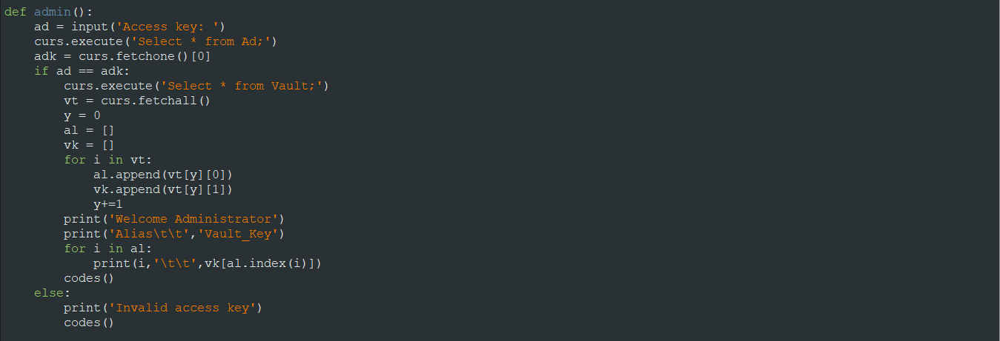 def admin():
    ad = input('Access key: ')
    curs.execute('Select * from Ad;')
    adk = curs.fetchone()[0]
    if ad == adk:
        curs.execute('Select * from Vault;')
        vt = curs.fetchall()
        y = 0
        al = []
        vk = []
        for i in vt:
            al.append(vt[y][0])
            vk.append(vt[y][1])
            y+=1
        print('Welcome Administrator')
        print('Alias\t\t','Vault_Key')
        for i in al:
            print(i,'\t\t',vk[al.index(i)])
        codes()
    else:
        print('Invalid access key')
        codes()